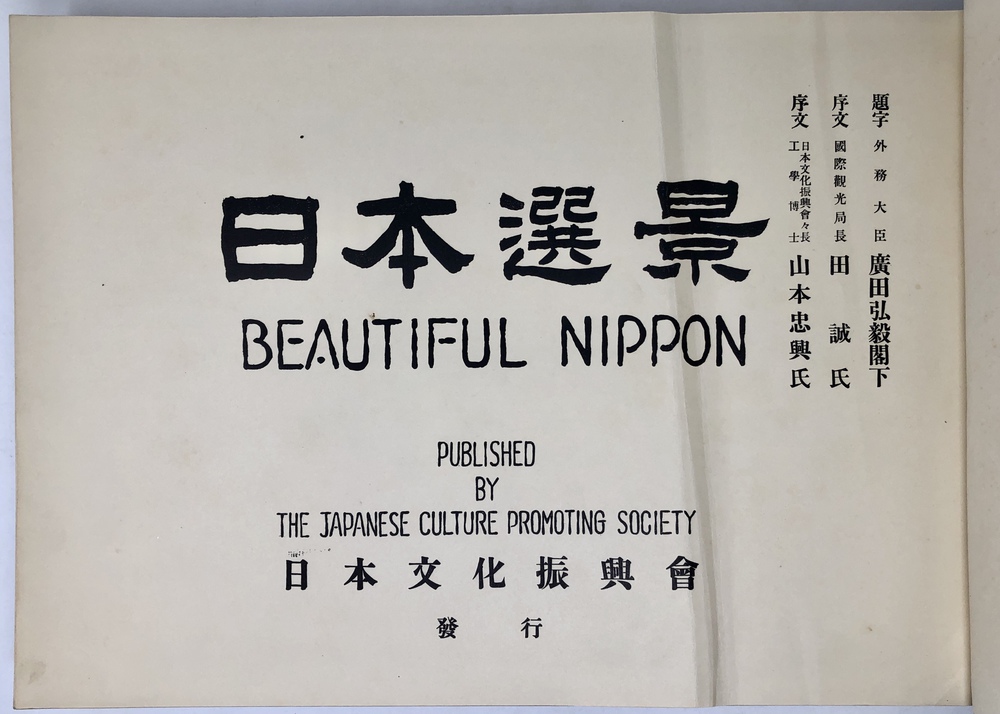 題字 外務大臣 廣田弘毅閣下
序文 國際觀光局長 田誠氏
序文 日本文化振興會々長 工學博士 山本忠興氏
日本選景
BEAUTIFUL NIPPON
PUBLISHED
BY
THE JAPANESE CULTURE PROMOTING SOCIETY
日本文化振興會
發行